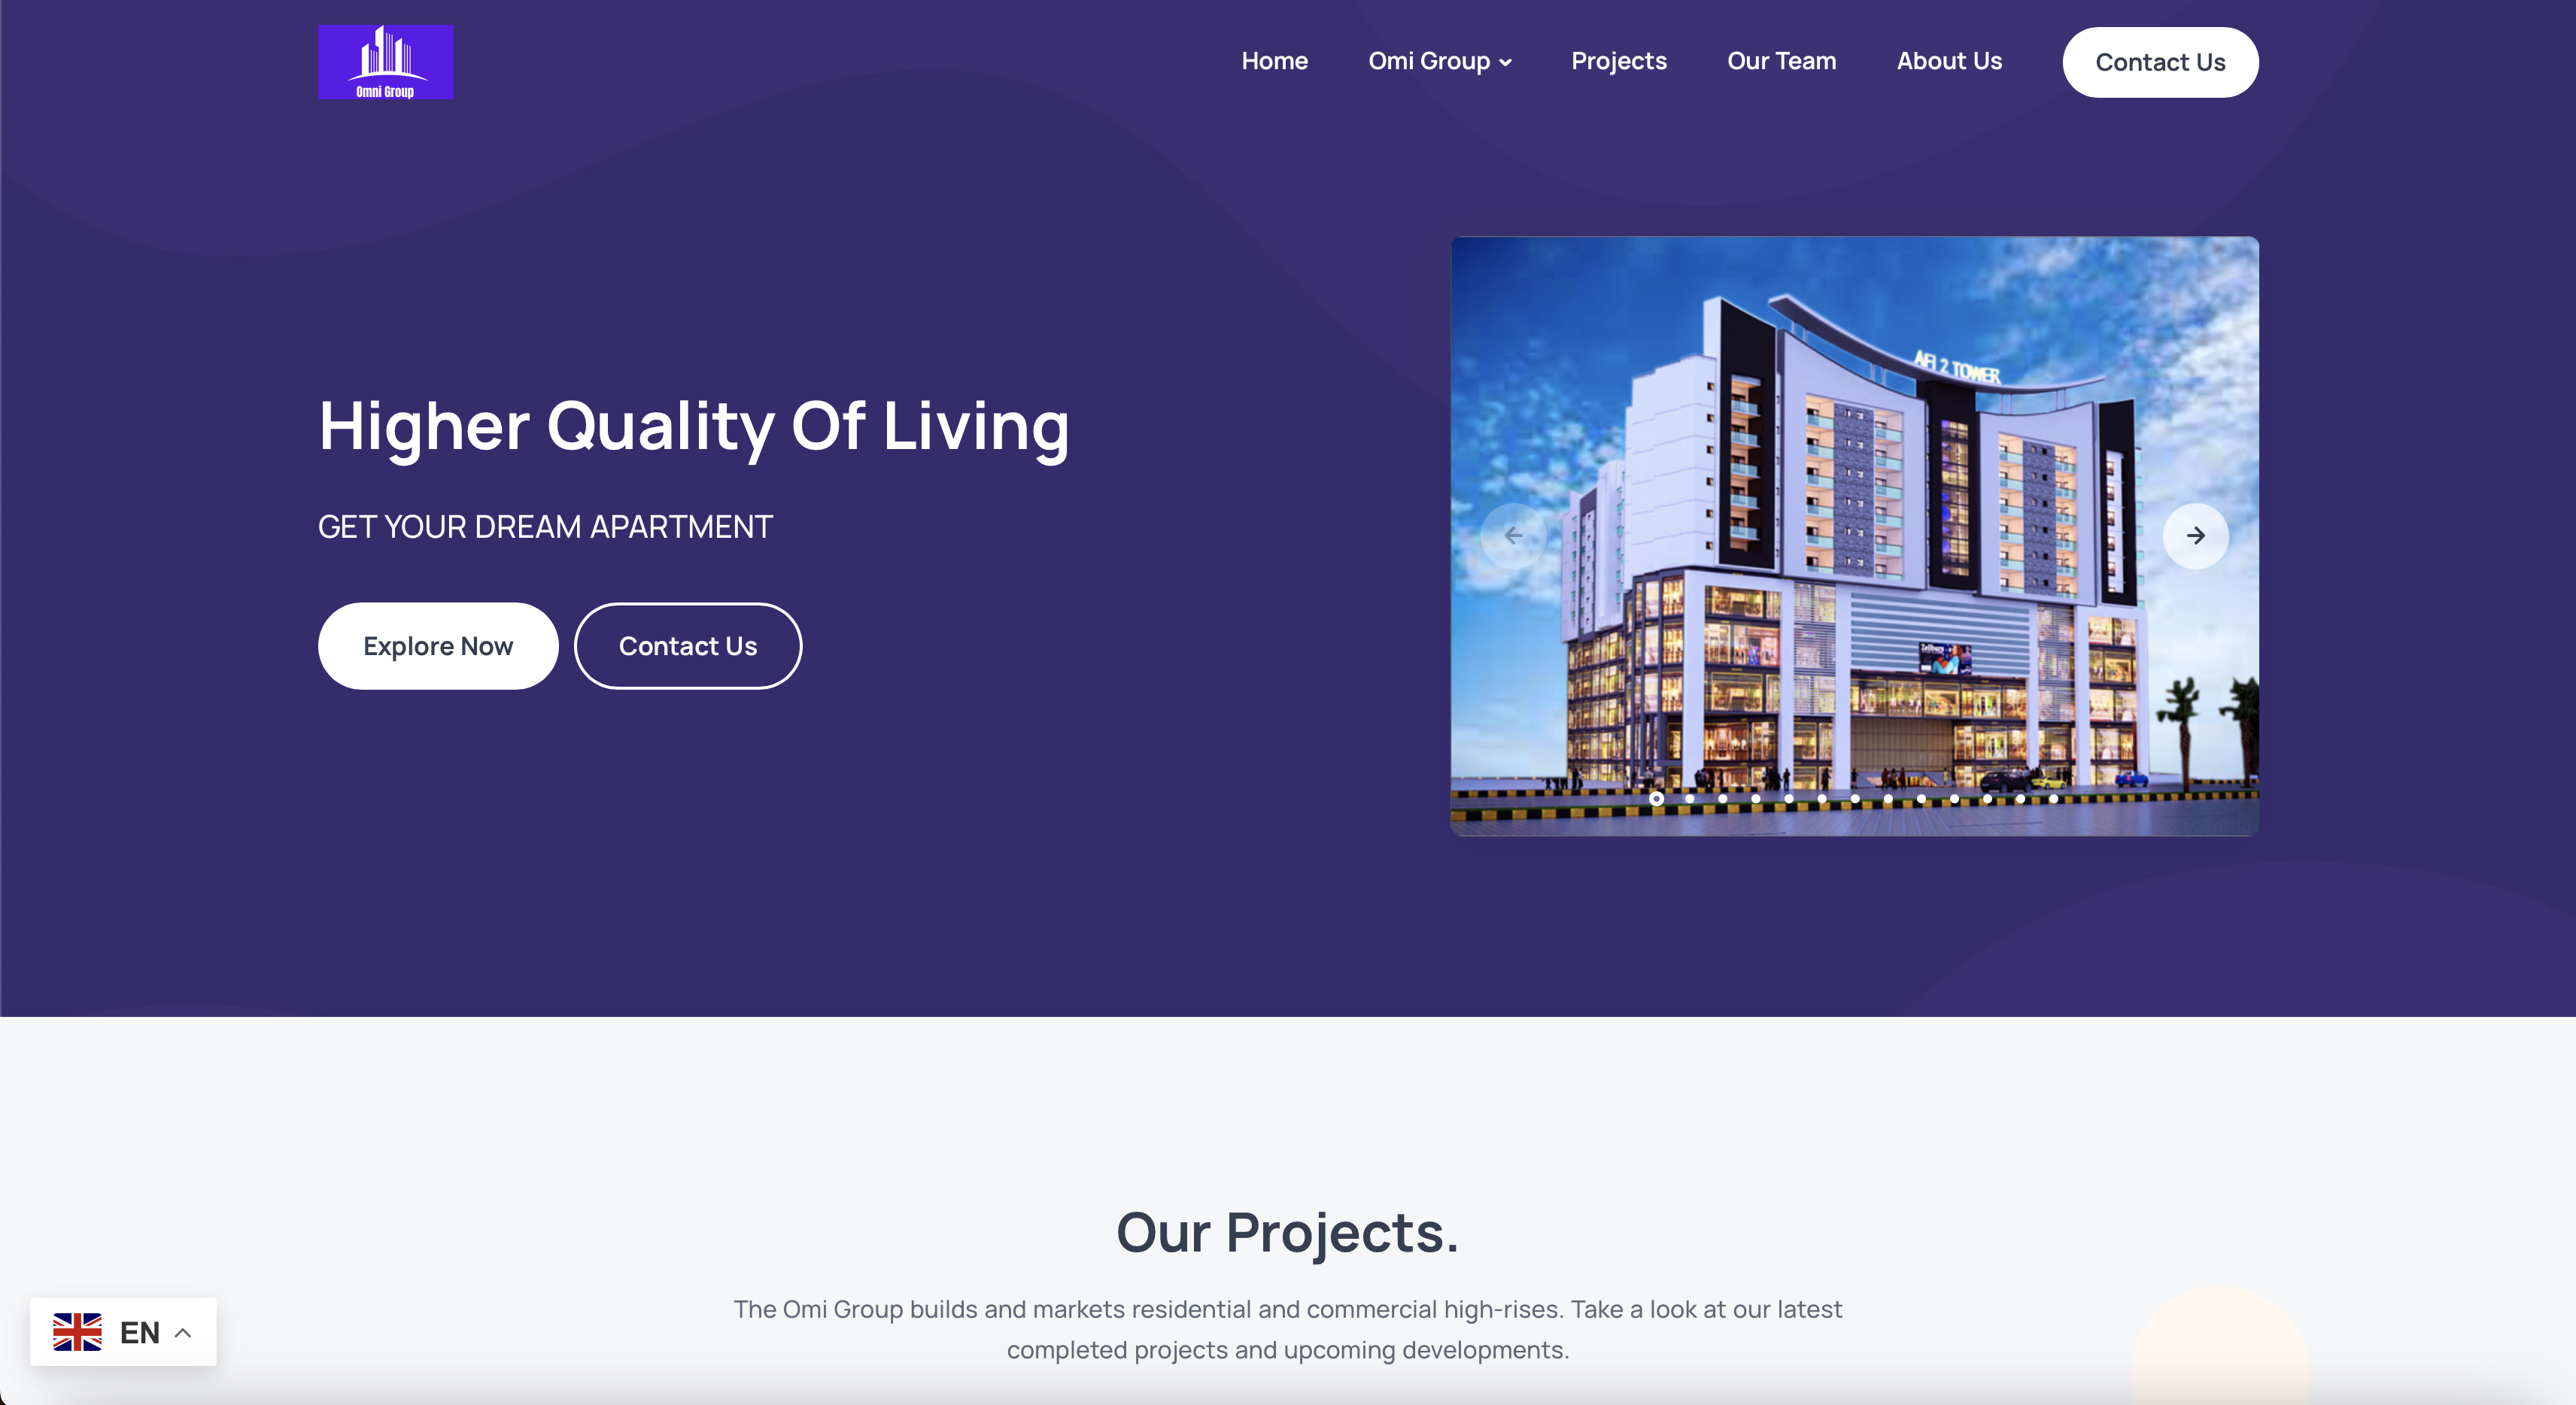 Omni Group
Home
Omi Group
Projects
Our Team
About Us
Contact Us
Higher Quality Of Living
GET YOUR DREAM APARTMENT
Explore Now
Contact Us
AFI 2 TOWER
Our Projects.
The Omi Group builds and markets residential and commercial high-rises. Take a look at our latest
completed projects and upcoming developments.
EN